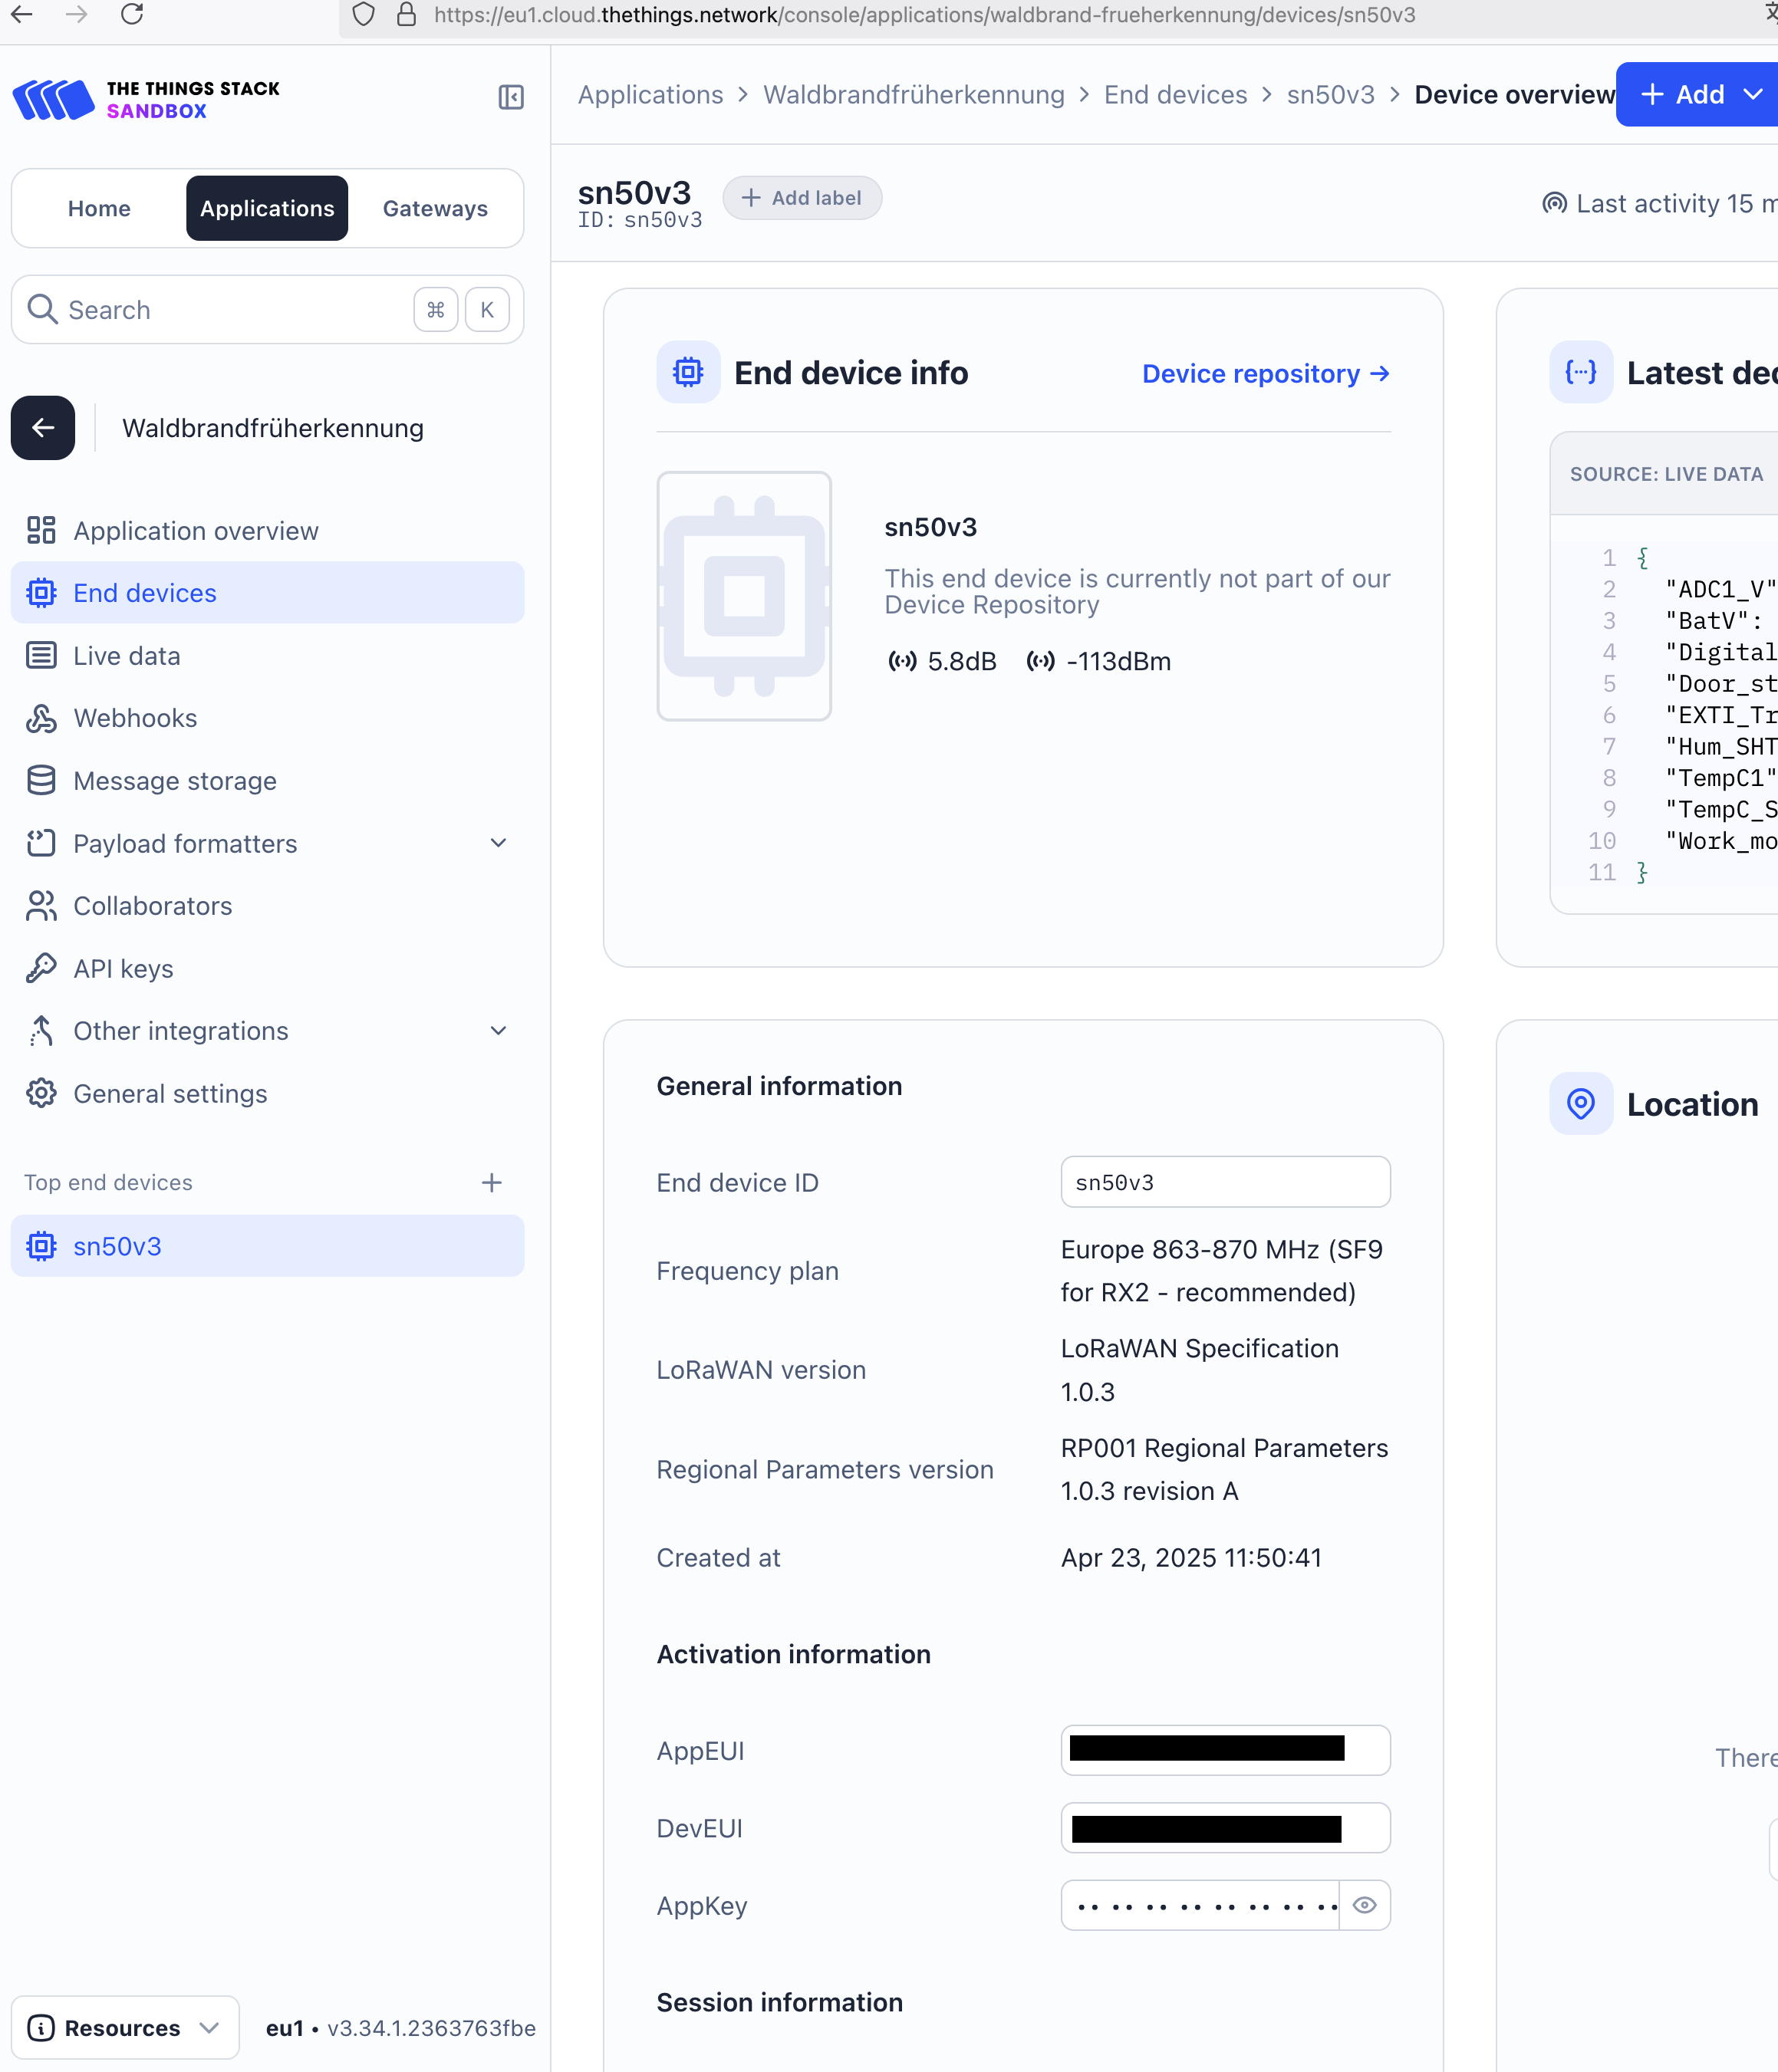 https://eu1.cloud.thethings.network/console/applications/waldbrand-frueherkennung/devices/sn50v3
THE THINGS STACK
SANDBOX
Home
Applications
Gateways
Search
⌘
K
Waldbrandfrüherkennung
Application overview
End devices
Live data
Webhooks
Message storage
Payload formatters
Collaborators
API keys
Other integrations
General settings
Top end devices
sn50v3
Resources
eu1 • v3.34.1.2363763fbe
Applications > Waldbrandfrüherkennung > End devices > sn50v3 > Device overview
+ Add
sn50v3
+ Add label
ID: sn50v3
Last activity 15 m
End device info
Device repository →
sn50v3
This end device is currently not part of our
Device Repository
5.8dB
-113dBm
Latest dec
SOURCE: LIVE DATA
1 {
2 "ADC1_V"
3 "BatV":
4 "Digital
5 "Door_st
6 "EXTI_Tr
7 "Hum_SHT
8 "TempC1"
9 "TempC_S
10 "Work_mo
11 }
General information
End device ID
sn50v3
Frequency plan
Europe 863-870 MHz (SF9
for RX2 - recommended)
LoRaWAN version
LoRaWAN Specification
1.0.3
Regional Parameters version
RP001 Regional Parameters
1.0.3 revision A
Created at
Apr 23, 2025 11:50:41
Activation information
AppEUI
DevEUI
AppKey
Session information
Location
There